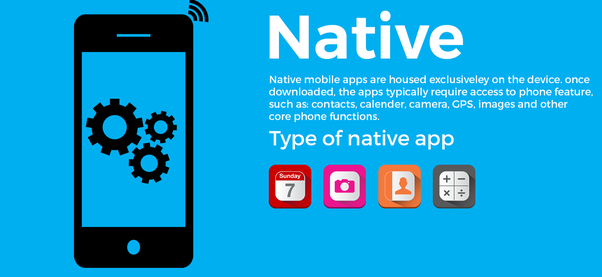 Native
Native mobile apps are housed exclusiveley on the device. once
downloaded, the apps typically require access to phone feature,
such as: contacts, calender, camera, GPS, images and other
core phone functions.
Type of native app
Sunday
7
+ −
× ÷